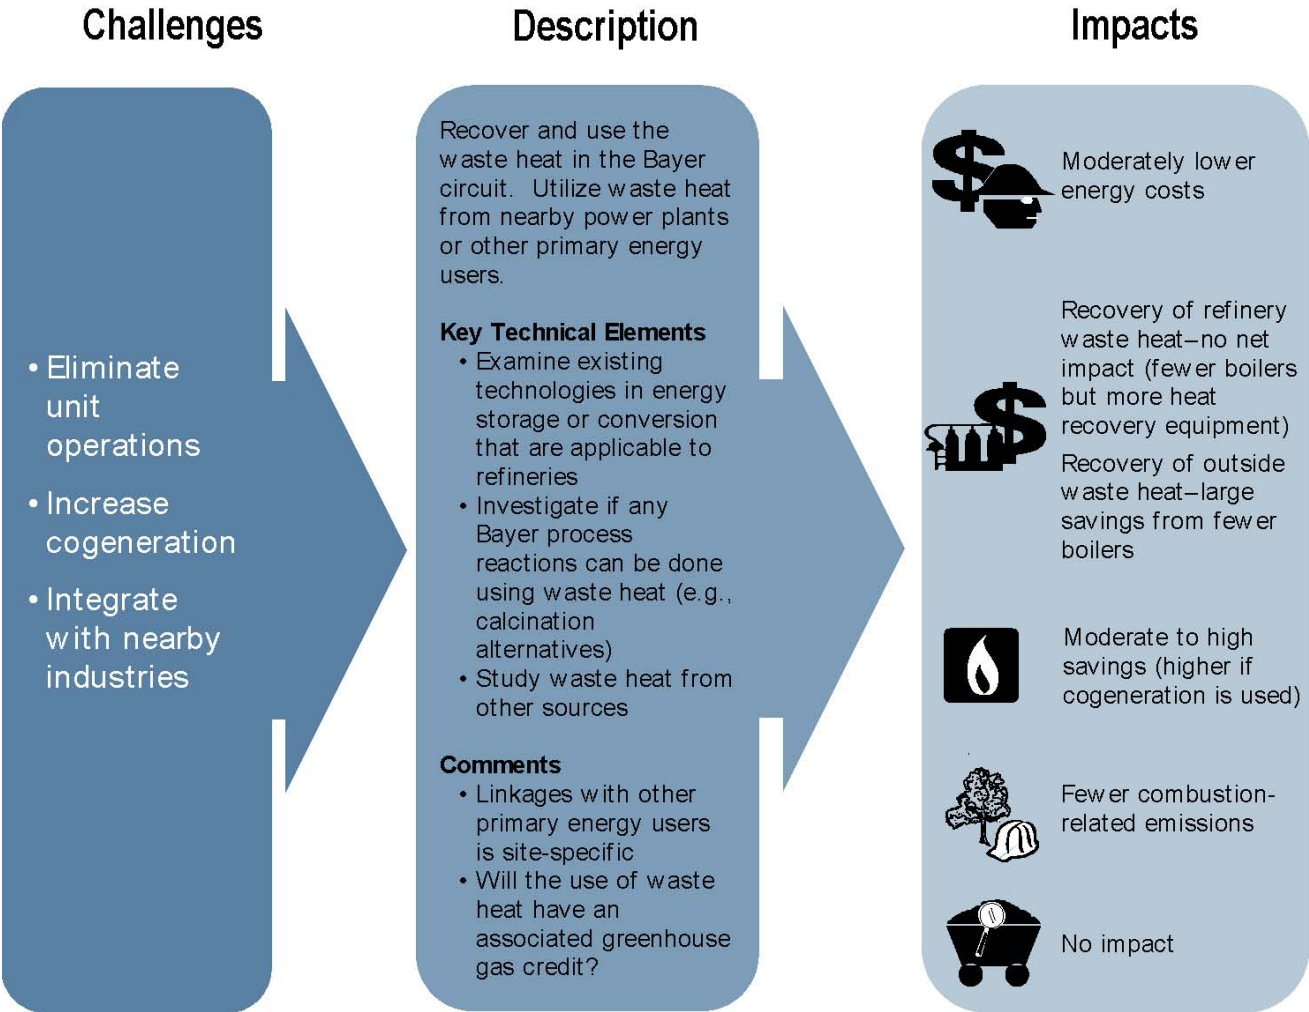 Challenges
Description
Impacts
• Eliminate
unit
operations
• Increase
cogeneration
• Integrate
with nearby
industries
Recover and use the
waste heat in the Bayer
circuit. Utilize waste heat
from nearby power plants
or other primary energy
users.
Key Technical Elements
• Examine existing
technologies in energy
storage or conversion
that are applicable to
refineries
• Investigate if any
Bayer process
reactions can be done
using waste heat (e.g.,
calcination
alternatives)
• Study waste heat from
other sources
Comments
• Linkages with other
primary energy users
is site-specific
• Will the use of waste
heat have an
associated greenhouse
gas credit?
$
Moderately lower
energy costs
$
Recovery of refinery
waste heat–no net
impact (fewer boilers
but more heat
recovery equipment)
Recovery of outside
waste heat–large
savings from fewer
boilers
Moderate to high
savings (higher if
cogeneration is used)
Fewer combustion-
related emissions
No impact